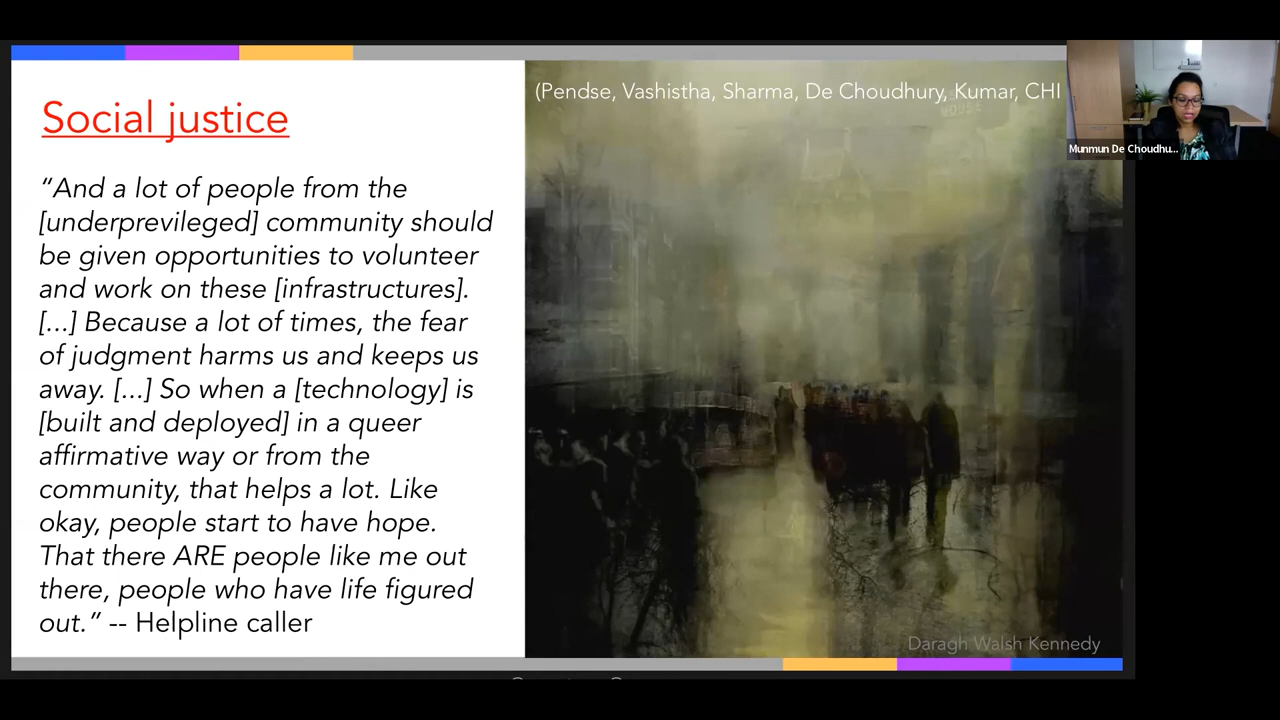 (Pendse, Vashistha, Sharma, De Choudhury, Kumar, CHI
Munmun De Choudhu...
Social justice
“And a lot of people from the
[underprevileged] community should
be given opportunities to volunteer
and work on these [infrastructures].
[...] Because a lot of times, the fear
of judgment harms us and keeps us
away. [...] So when a [technology] is
[built and deployed] in a queer
affirmative way or from the
community, that helps a lot. Like
okay, people start to have hope.
That there ARE people like me out
there, people who have life figured
out.” -- Helpline caller
HOUSE
Daragh Walsh Kennedy